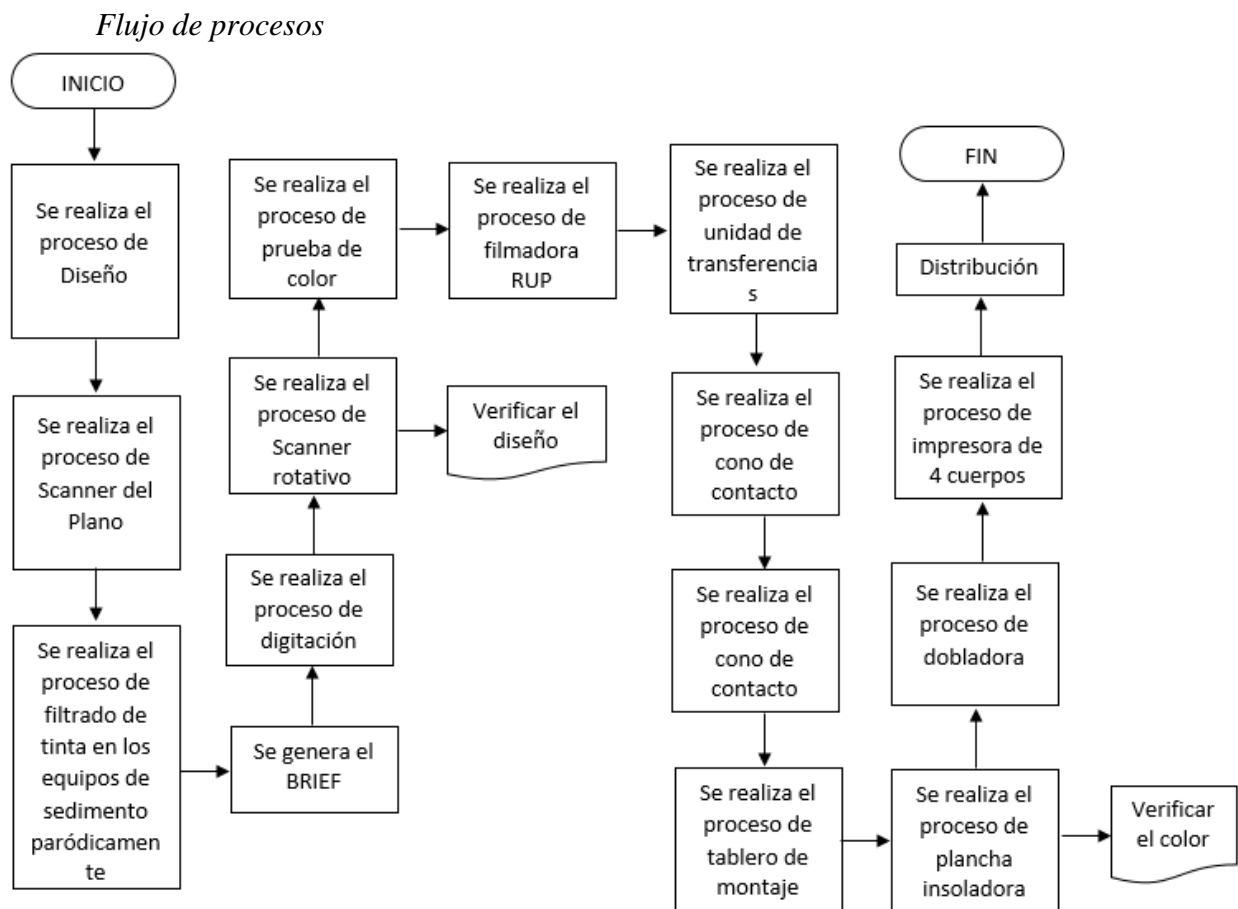 Flujo de procesos
INICIO
Se realiza el
proceso de
Diseño
Se realiza el
proceso de
Scanner del
Plano
Se realiza el
proceso de
filtrado de
tinta en los
equipos de
sedimento
paródicamen
te
Se genera el
BRIEF
Se realiza el
proceso de
digitación
Se realiza el
proceso de
Scanner
rotativo
Verificar el
diseño
Se realiza el
proceso de
prueba de
color
Se realiza el
proceso de
filmadora
RUP
Se realiza el
proceso de
unidad de
transferencia
s
Se realiza el
proceso de
cono de
contacto
Se realiza el
proceso de
cono de
contacto
Se realiza el
proceso de
tablero de
montaje
Se realiza el
proceso de
plancha
insoladora
Verificar
el color
Se realiza el
proceso de
dobladora
Se realiza el
proceso de
impresora de
4 cuerpos
Distribución
FIN